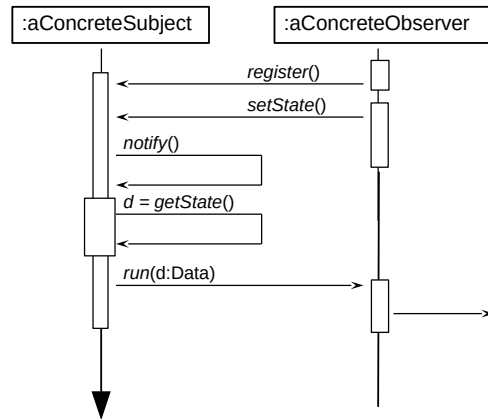 :aConcreteSubject
:aConcreteObserver
register()
setState()
notify()
d = getState()
run(d:Data)